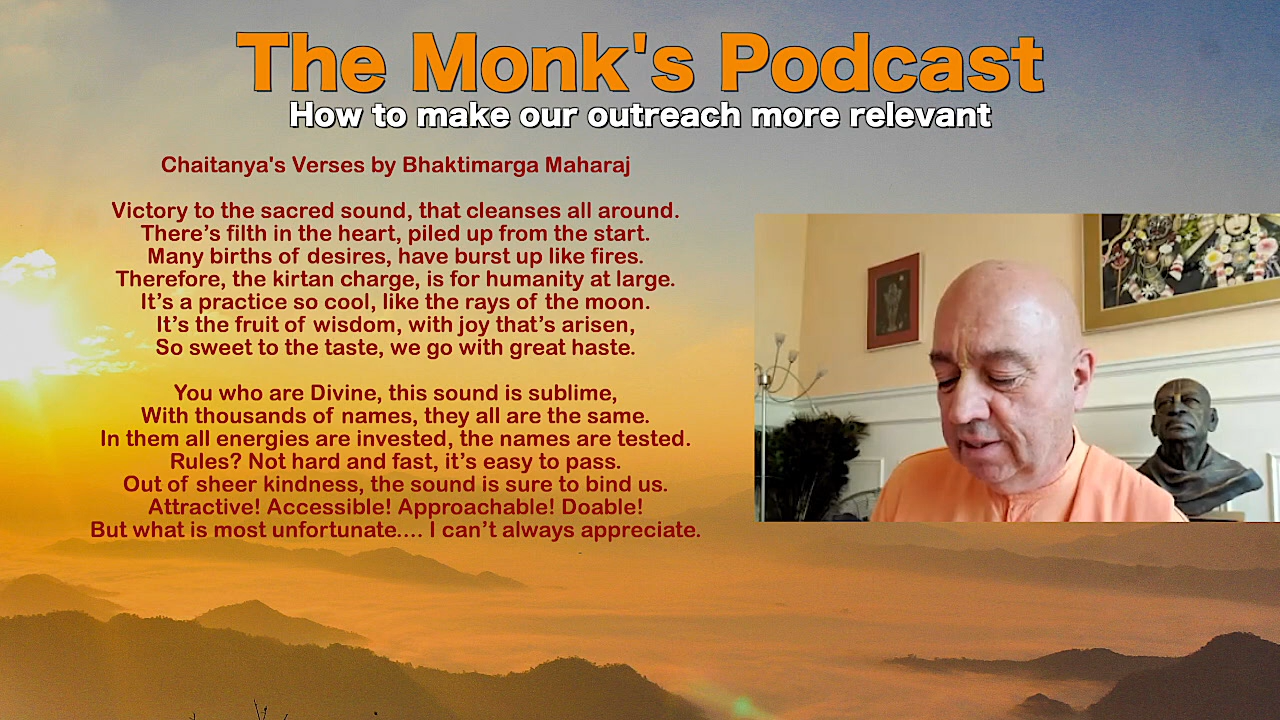 The Monk's Podcast
How to make our outreach more relevant
Chaitanya's Verses by Bhaktimarga Maharaj
Victory to the sacred sound, that cleanses all around.
There’s filth in the heart, piled up from the start.
Many births of desires, have burst up like fires.
Therefore, the kirtan charge, is for humanity at large.
It’s a practice so cool, like the rays of the moon.
It’s the fruit of wisdom, with joy that’s arisen,
So sweet to the taste, we go with great haste.
You who are Divine, this sound is sublime,
With thousands of names, they all are the same.
In them all energies are invested, the names are tested.
Rules? Not hard and fast, it’s easy to pass.
Out of sheer kindness, the sound is sure to bind us.
Attractive! Accessible! Approachable! Doable!
But what is most unfortunate.... I can’t always appreciate.